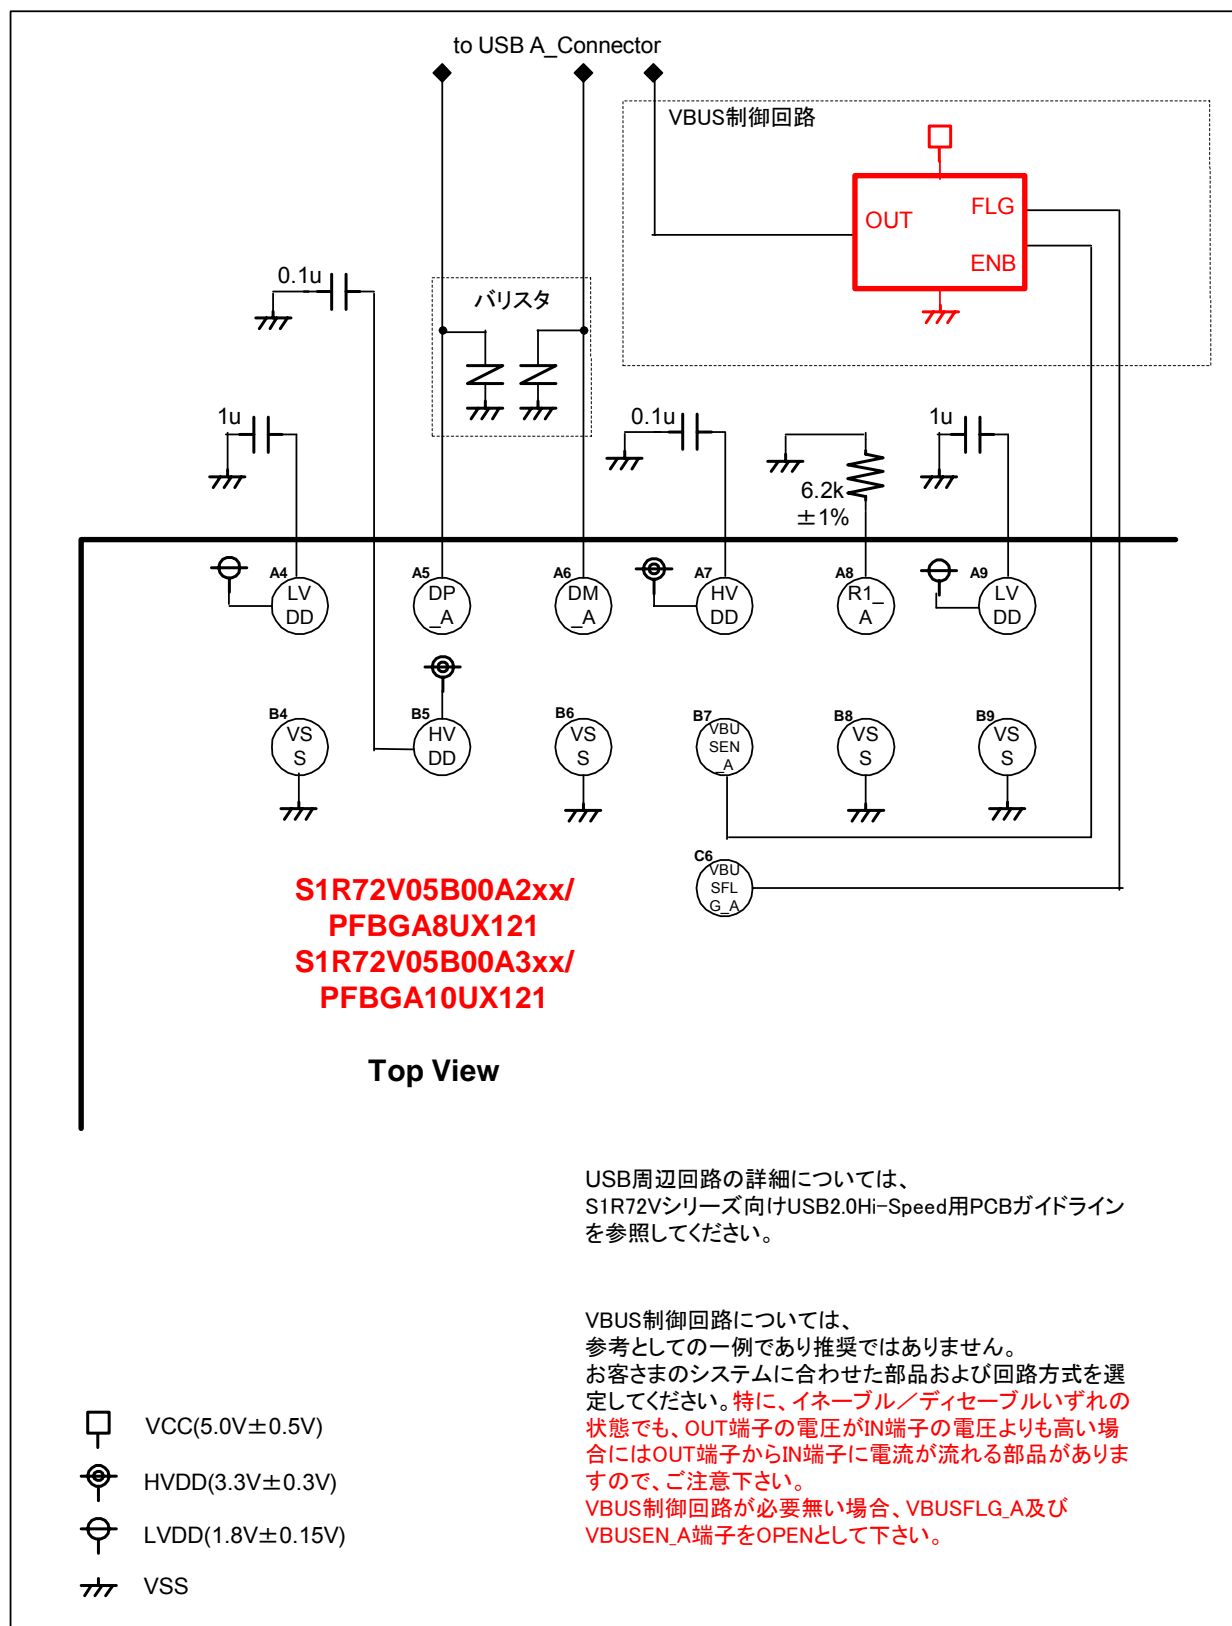 to USB A_Connector
VBUS制御回路
OUT
FLG
ENB
0.1u
バリスタ
1u
0.1u
6.2k
±1%
1u
A4
LV
DD
A5
DP
_A
A6
DM
_A
A7
HV
DD
A8
R1_
A
A9
LV
DD
B4
VS
S
B5
HV
DD
B6
VS
S
B7
VBU
SEN
_A
B8
VS
S
B9
VS
S
C6
VBU
SFL
G_A
S1R72V05B00A2xx/
PFBGA8UX121
S1R72V05B00A3xx/
PFBGA10UX121
Top View
USB周辺回路の詳細については、
S1R72Vシリーズ向けUSB2.0Hi-Speed用PCBガイドライン
を参照してください。
VBUS制御回路については、
参考としての一例であり推奨ではありません。
お客さまのシステムに合わせた部品および回路方式を選
定してください。特に、イネーブル／ディセーブルいずれの
状態でも、OUT端子の電圧がIN端子の電圧よりも高い場
合にはOUT端子からIN端子に電流が流れる部品がありま
すので、ご注意下さい。
VBUS制御回路が必要無い場合、VBUSFLG_A及び
VBUSEN_A端子をOPENとして下さい。
VCC(5.0V±0.5V)
HVDD(3.3V±0.3V)
LVDD(1.8V±0.15V)
VSS